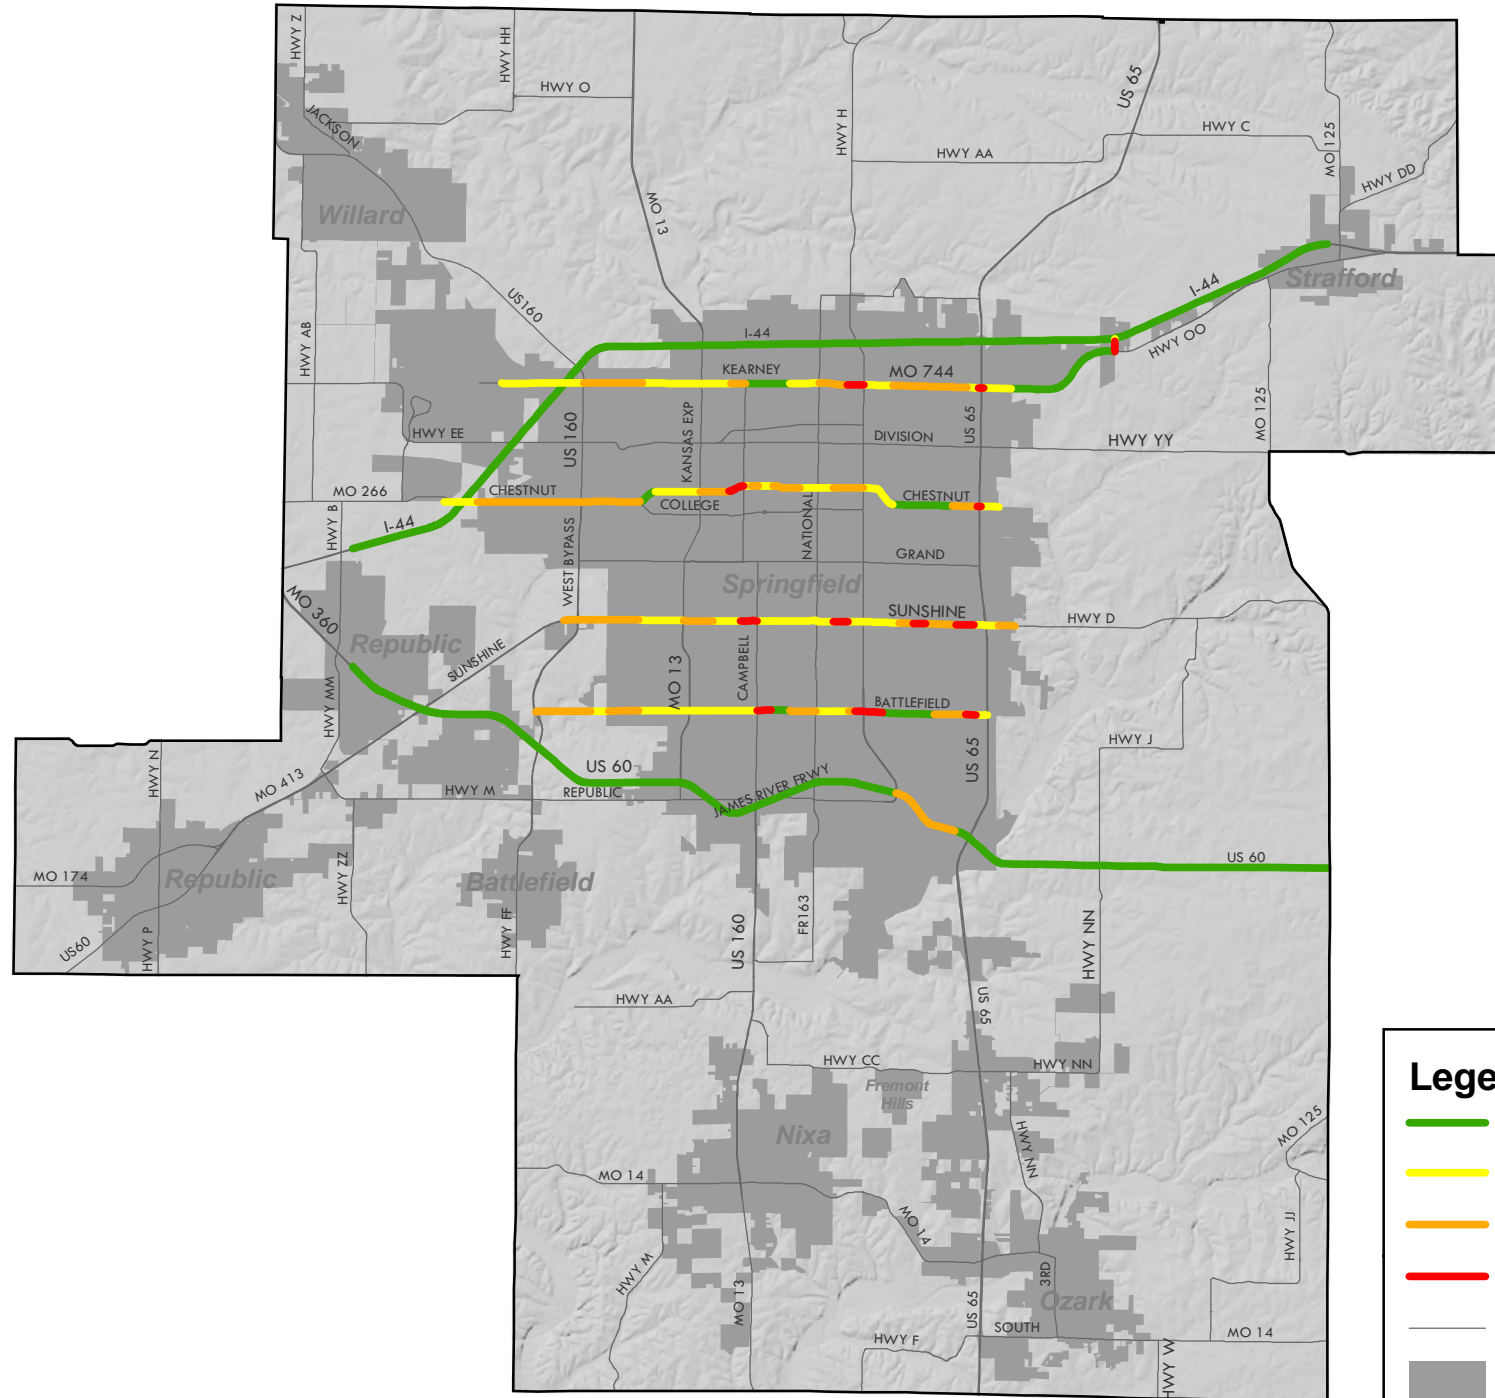 HWY Z
HWY HH
HWY O
US 65
JACKSON
HWY H
HWY C
MO 125
HWY AA
HWY DD
Willard
MO 13
Strafford
I-44
US160
HWY AB
I-44
HWY OO
KEARNEY
MO 744
KANSAS EXP
US 65
MO 125
US 160
HWY EE
DIVISION
HWY YY
MO 266
CHESTNUT
CHESTNUT
COLLEGE
HWY B
I-44
NATIONAL
WEST BYPASS
GRAND
Springfield
MO 360
SUNSHINE
HWY D
Republic
SUNSHINE
CAMPBELL
MO 13
HWY MM
BATTLEFIELD
HWY J
US 65
HWY N
US 60
MO 413
HWY M
REPUBLIC
JAMES RIVER FRWY
US 60
HWY ZZ
MO 174
Republic
Battlefield
FR163
HWY FF
HWY P
US60
US 160
HWY NN
HWY AA
US 65
HWY CC
HWY NN
Fremont
Hills
Lege
Nixa
HWY NN
MO 125
MO 14
MO 14
HWY JJ
HWY M
MO 13
3RD
Ozark
US 65
SOUTH
HWY F
MO 14
HWY W